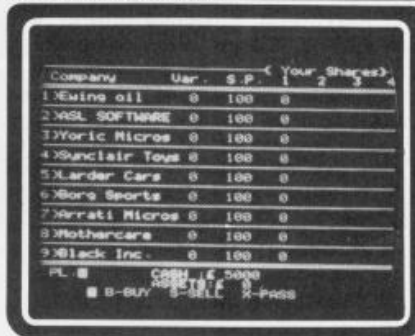 { Your Shares}
Company Var. S.P. 1 2 3 4
1>Ewing oil 0 100 0
2>ASL SOFTWARE 0 100 0
3>Yoric Micros 0 100 0
4>Synclair Toys 0 100 0
5>Larder Cars 0 100 0
6>Borg Sports 0 100 0
7>Arrati Micros 0 100 0
8>Mothercare 0 100 0
9>Black Inc. 0 100 0
PL. CASH :£ 5000
ASSETS:£ 0
B-BUY S-SELL X-PASS